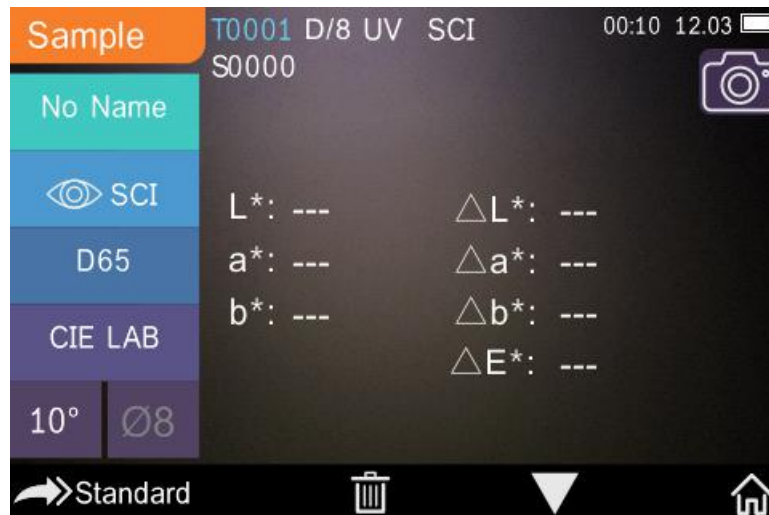 Sample
T0001 D/8 UV SCI 00:10 12.03
S0000
No Name
SCI
L*: --- △L*: ---
D65
a*: --- △a*: ---
b*: --- △b*: ---
CIE LAB
△E*: ---
10° Ø8
Standard